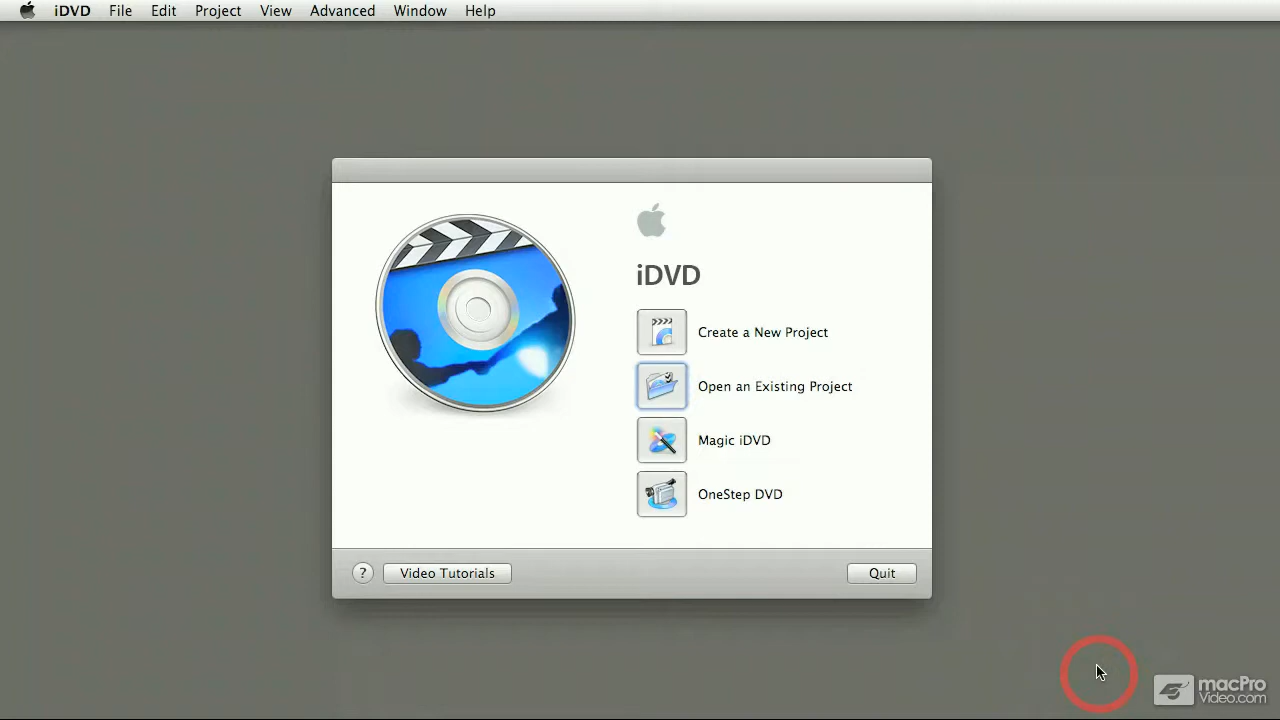 iDVD File Edit Project View Advanced Window Help
iDVD
Create a New Project
Open an Existing Project
Magic iDVD
OneStep DVD
? Video Tutorials Quit
macPro
Video.com